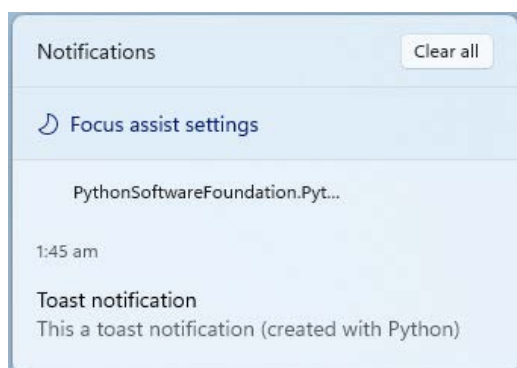 Notifications
Clear all
Focus assist settings
PythonSoftwareFoundation.Pyt...
1:45 am
Toast notification
This a toast notification (created with Python)